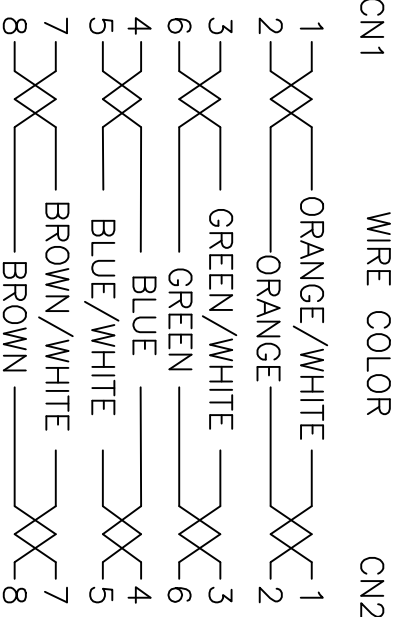 CN1 WIRE COLOR CN2
1 ORANGE/WHITE 1
2 ORANGE 2
3 GREEN/WHITE 3
6 GREEN 6
4 BLUE 4
5 BLUE/WHITE 5
7 BROWN/WHITE 7
8 BROWN 8